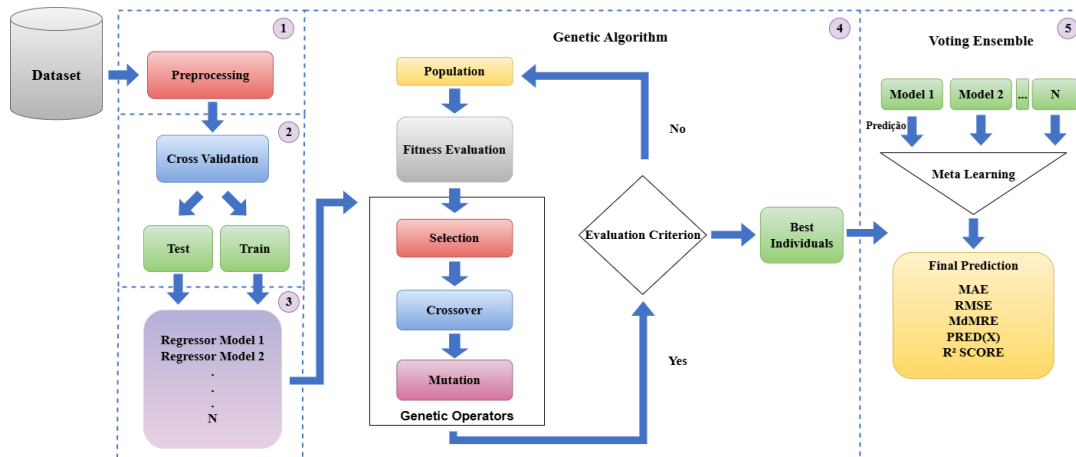 Dataset
1
Preprocessing
2
Cross Validation
Test
Train
3
Regressor Model 1
Regressor Model 2
.
.
.
N
4
Genetic Algorithm
Population
Fitness Evaluation
Selection
Crossover
Mutation
Genetic Operators
No
Evaluation Criterion
Yes
Best
Individuals
5
Voting Ensemble
Model 1
Model 2
...
N
Predição
Meta Learning
Final Prediction
MAE
RMSE
MdMRE
PRED(X)
R² SCORE